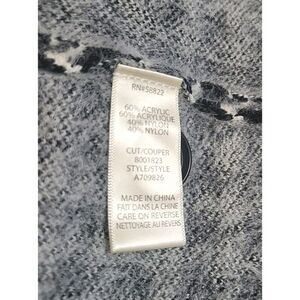 RN#58822
60% ACRYLIC
60% ACRYLIQUE
40% NYLON
40% NYLON
CUT/COUPER
8001823
STYLE/STYLE
A709826
MADE IN CHINA
FAIT DANS LA CHINE
CARE ON REVERSE
NETTOYAGE AU REVERS